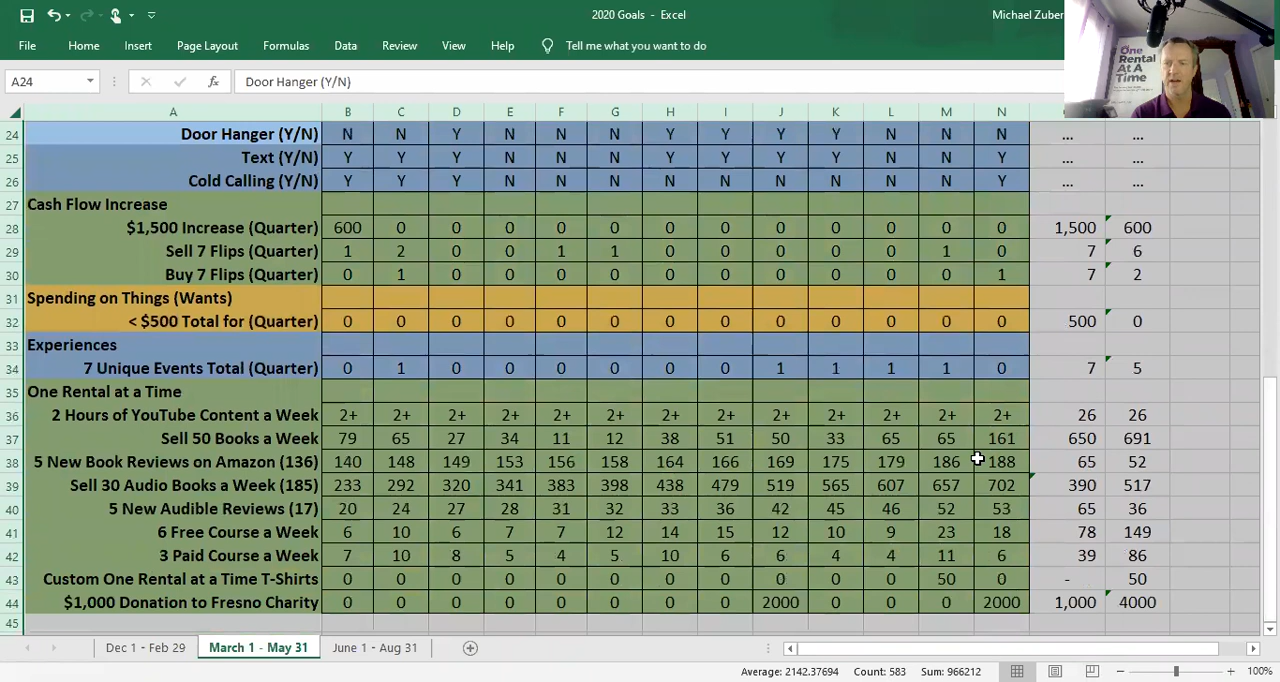 2020 Goals - Excel
Michael Zuber
File Home Insert Page Layout Formulas Data Review View Help Tell me what you want to do
One Rental At A Time
A24 fx Door Hanger (Y/N)
A B C D E F G H I J K L M N
24 Door Hanger (Y/N) N N Y N N N Y Y Y Y N N N ... ...
25 Text (Y/N) Y Y Y N N N Y Y Y Y N N Y ... ...
26 Cold Calling (Y/N) Y Y Y N N N N N N N N N Y ... ...
27 Cash Flow Increase
28 $1,500 Increase (Quarter) 600 0 0 0 0 0 0 0 0 0 0 0 0 1,500 600
29 Sell 7 Flips (Quarter) 1 2 0 0 1 1 0 0 0 0 0 1 0 7 6
30 Buy 7 Flips (Quarter) 0 1 0 0 0 0 0 0 0 0 0 0 1 7 2
31 Spending on Things (Wants)
32 < $500 Total for (Quarter) 0 0 0 0 0 0 0 0 0 0 0 0 0 500 0
33 Experiences
34 7 Unique Events Total (Quarter) 0 1 0 0 0 0 0 0 1 1 1 1 0 7 5
35 One Rental at a Time
36 2 Hours of YouTube Content a Week 2+ 2+ 2+ 2+ 2+ 2+ 2+ 2+ 2+ 2+ 2+ 2+ 2+ 26 26
37 Sell 50 Books a Week 79 65 27 34 11 12 38 51 50 33 65 65 161 650 691
38 5 New Book Reviews on Amazon (136) 140 148 149 153 156 158 164 166 169 175 179 186 188 65 52
39 Sell 30 Audio Books a Week (185) 233 292 320 341 383 398 438 479 519 565 607 657 702 390 517
40 5 New Audible Reviews (17) 20 24 27 28 31 32 33 36 42 45 46 52 53 65 36
41 6 Free Course a Week 6 10 6 7 7 12 14 15 12 10 9 23 18 78 149
42 3 Paid Course a Week 7 10 8 5 4 5 10 6 6 4 4 11 6 39 86
43 Custom One Rental at a Time T-Shirts 0 0 0 0 0 0 0 0 0 0 0 50 0 - 50
44 $1,000 Donation to Fresno Charity 0 0 0 0 0 0 0 0 2000 0 0 0 2000 1,000 4000
45
Dec 1 - Feb 29 March 1 - May 31 June 1 - Aug 31
Average: 2142.37694 Count: 583 Sum: 966212 100%